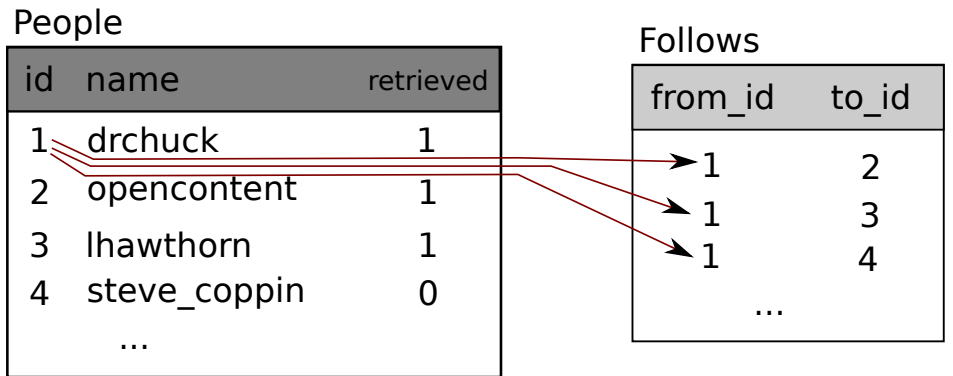 People
id name retrieved
1 drchuck 1
2 opencontent 1
3 lhawthorn 1
4 steve_coppin 0
...
Follows
from_id to_id
1 2
1 3
1 4
...